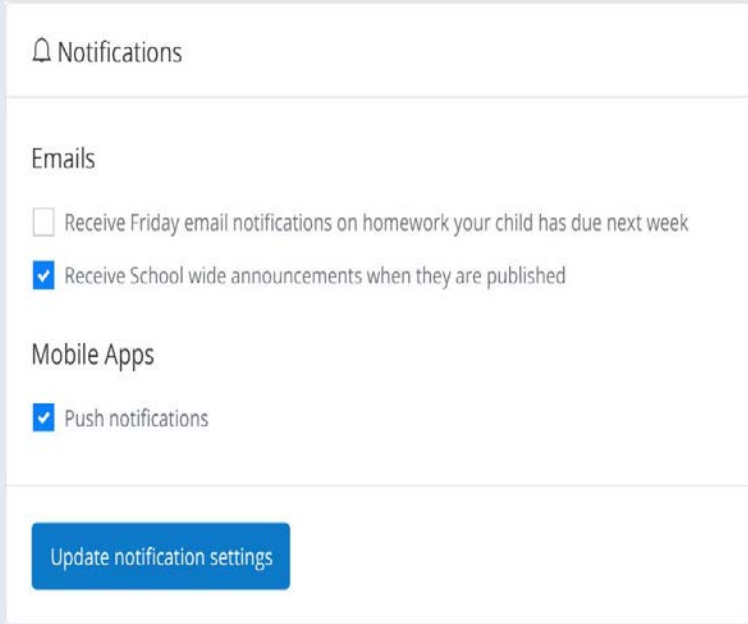 Notifications
Emails
Receive Friday email notifications on homework your child has due next week
Receive School wide announcements when they are published
Mobile Apps
Push notifications
Update notification settings